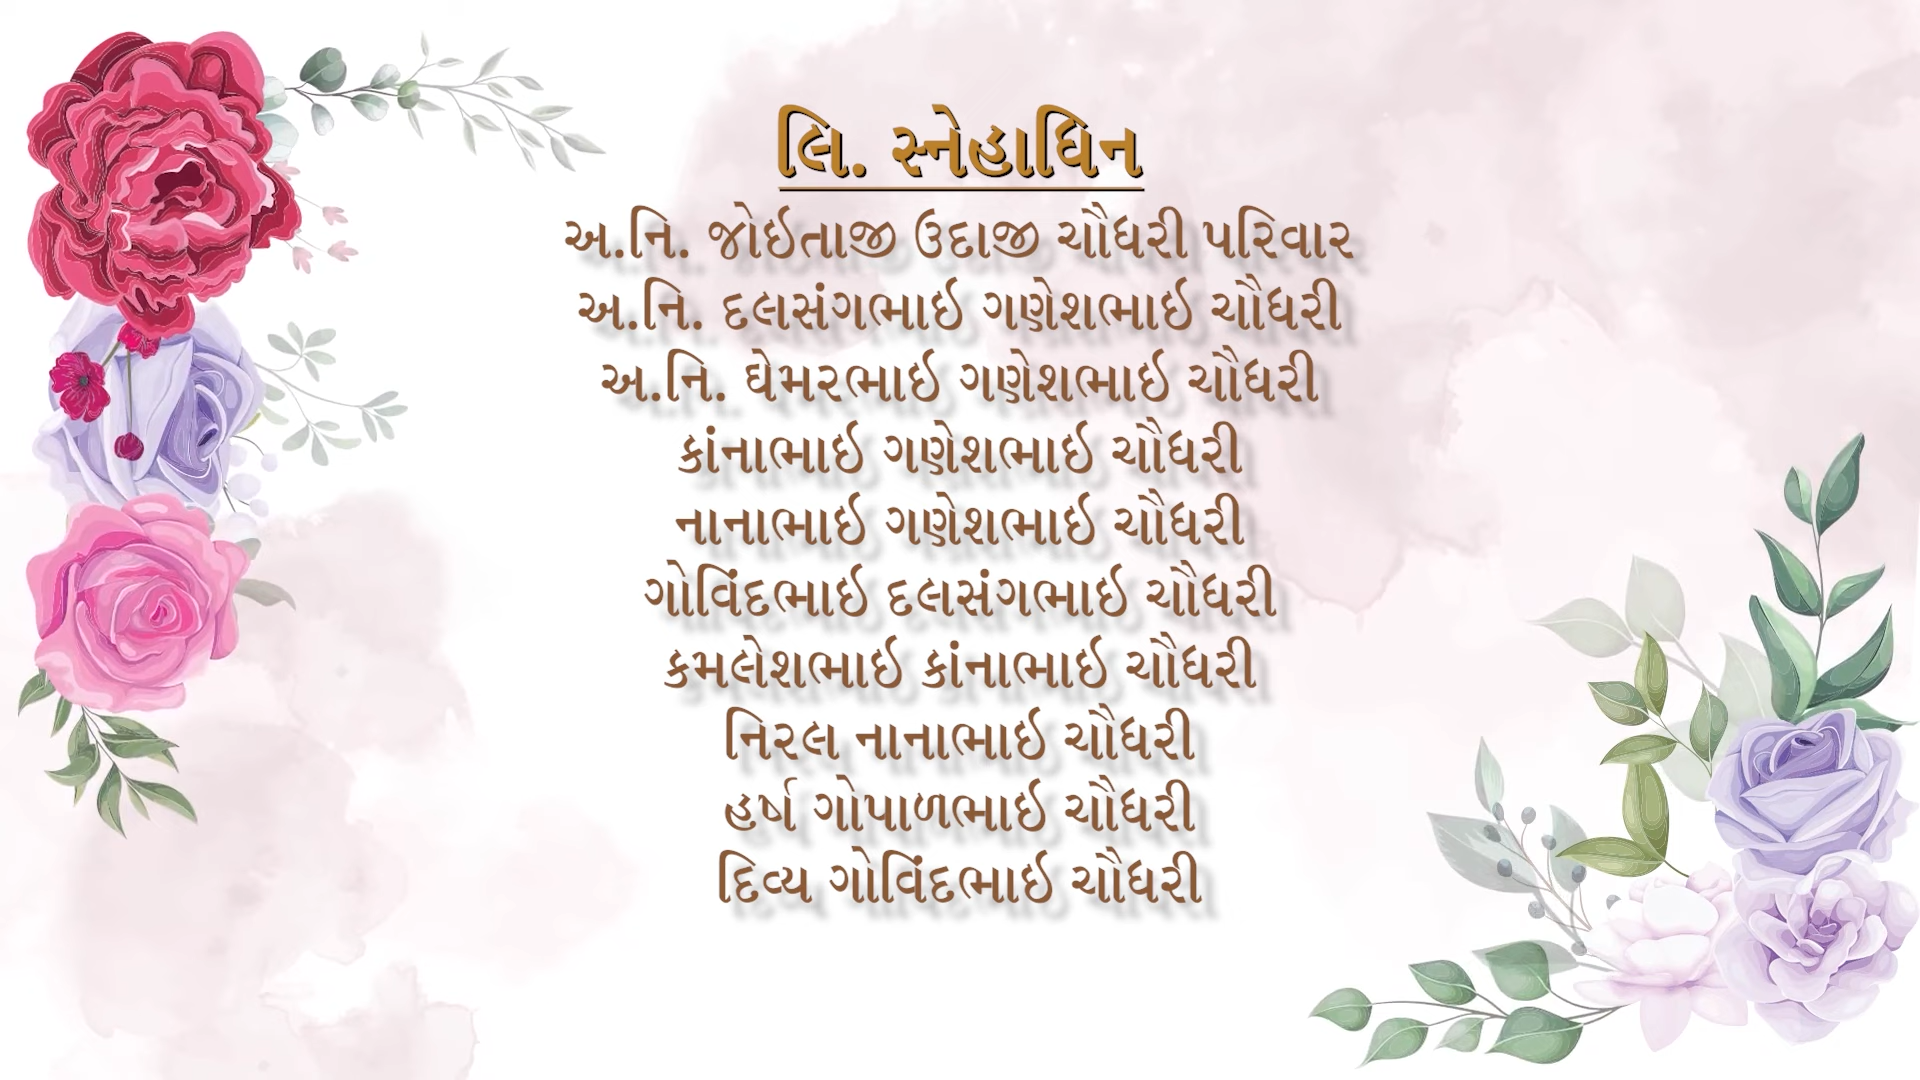 લિ. સ્નેહાધિન
અ.નિ. જોઇતાજી ઉદાજી ચૌધરી પરિવાર
અ.નિ. દલસંગભાઇ ગણેશભાઇ ચૌધરી
અ.નિ. ઘેમરભાઇ ગણેશભાઇ ચૌધરી
કાંનાભાઇ ગણેશભાઇ ચૌધરી
નાનાભાઇ ગણેશભાઇ ચૌધરી
ગોવિંદભાઇ દલસંગભાઇ ચૌધરી
કમલેશભાઇ કાંનાભાઇ ચૌધરી
નિરલ નાનાભાઇ ચૌધરી
હર્ષ ગોપાળભાઇ ચૌધરી
દિવ્ય ગોવિંદભાઇ ચૌધરી